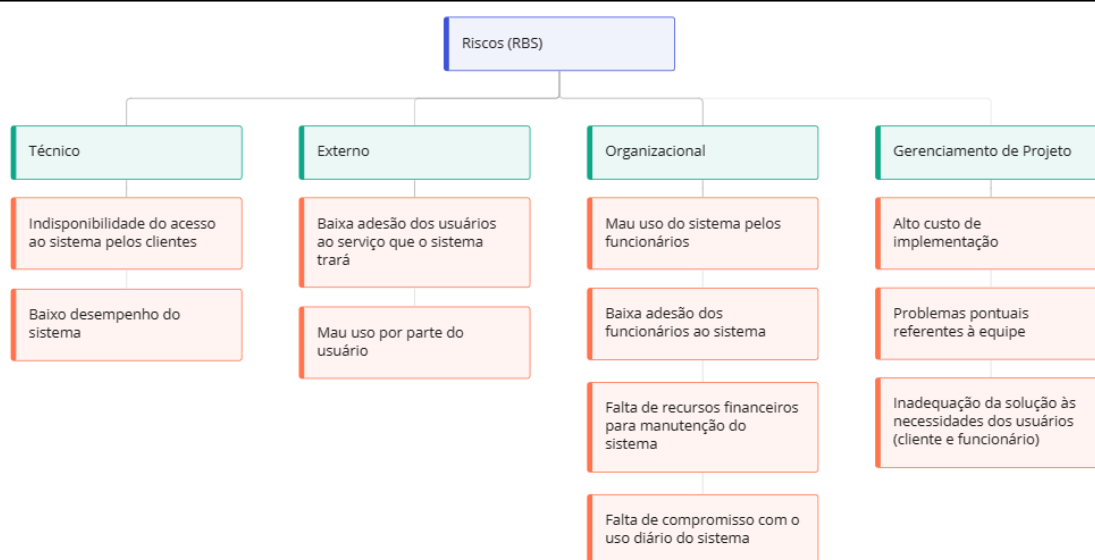 Riscos (RBS)
Técnico
Indisponibilidade do acesso
ao sistema pelos clientes
Baixo desempenho do
sistema
Externo
Baixa adesão dos usuários
ao serviço que o sistema
trará
Mau uso por parte do
usuário
Organizacional
Mau uso do sistema pelos
funcionários
Baixa adesão dos
funcionários ao sistema
Falta de recursos financeiros
para manutenção do
sistema
Falta de compromisso com o
uso diário do sistema
Gerenciamento de Projeto
Alto custo de
implementação
Problemas pontuais
referentes à equipe
Inadequação da solução às
necessidades dos usuários
(cliente e funcionário)